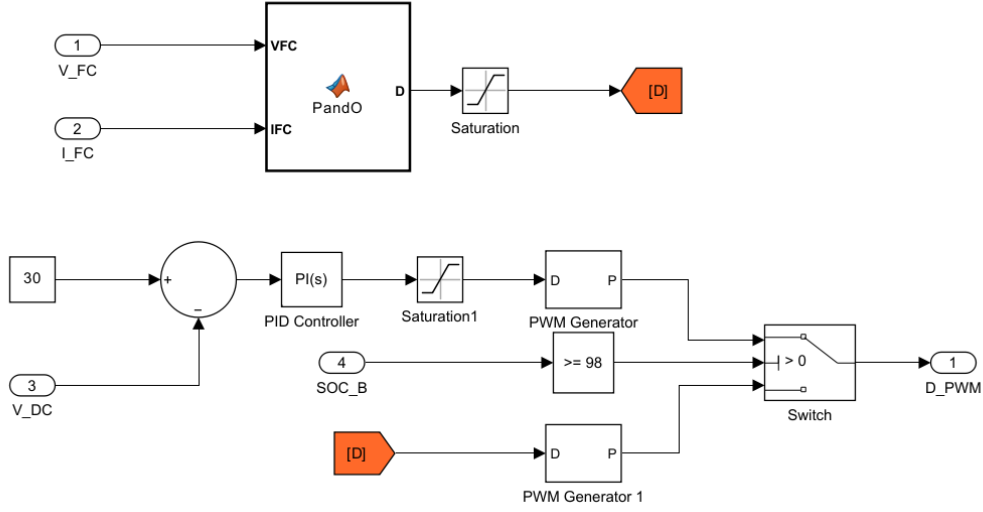 1
V_FC
2
I_FC
VFC
IFC
PandO
D
Saturation
[D]
30
+
−
3
V_DC
PI(s)
PID Controller
Saturation1
D
P
PWM Generator
4
SOC_B
>= 98
[D]
D
P
PWM Generator 1
> 0
Switch
1
D_PWM